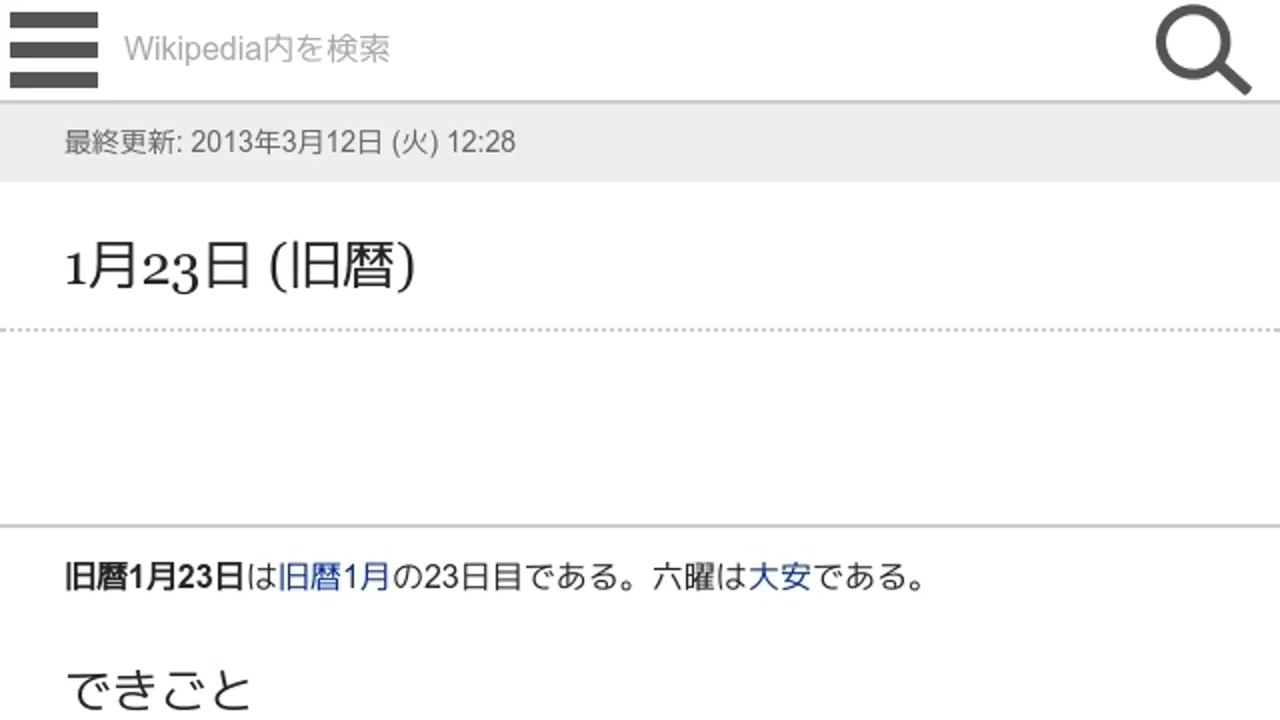 Wikipedia内を検索
最終更新: 2013年3月12日 (火) 12:28
1月23日 (旧暦)
旧暦1月23日は旧暦1月の23日目である。六曜は大安である。
できごと